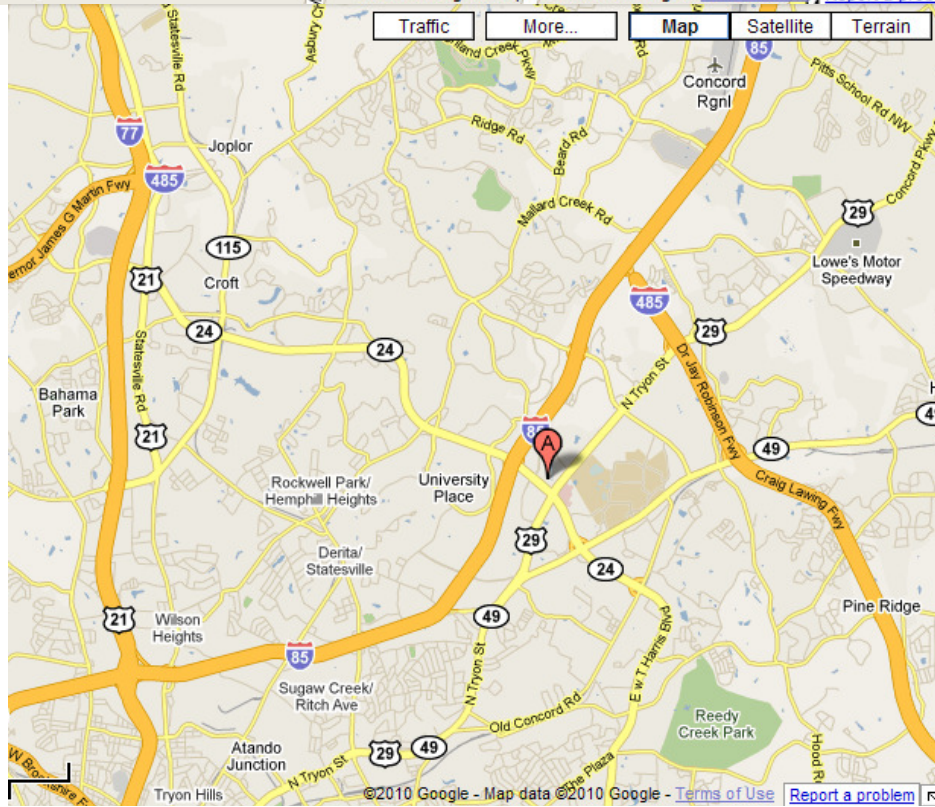 Traffic
More...
Map
Satellite
Terrain
Statesville Rd
Asbury
Pkwy
85
Concord
Rgnl
Pitts School Rd NW
77
Joplor
Ridge Rd
Beard Rd
485
Governor James G Martin Fwy
Mallard Creek Rd
Concord Pkwy
29
115
Lowe's Motor
Speedway
21
Croft
485
24
29
24
Statesville Rd
Dr Jay Robinson Fwy
N Tryon St
Bahama
Park
49
21
85
A
49
Rockwell Park/
Hemphill Heights
University
Place
Craig Lawing Fwy
29
Derita/
Statesville
24
Pine Ridge
21
Wilson
Heights
49
85
E W T Harris Blvd
Sugaw Creek/
Ritch Ave
N Tryon St
Old Concord Rd
Reedy
Creek Park
Atando
Junction
29
49
Hood Rd
N Tryon St
The Plaza
Tryon Hills
©2010 Google - Map data ©2010 Google - Terms of Use
Report a problem